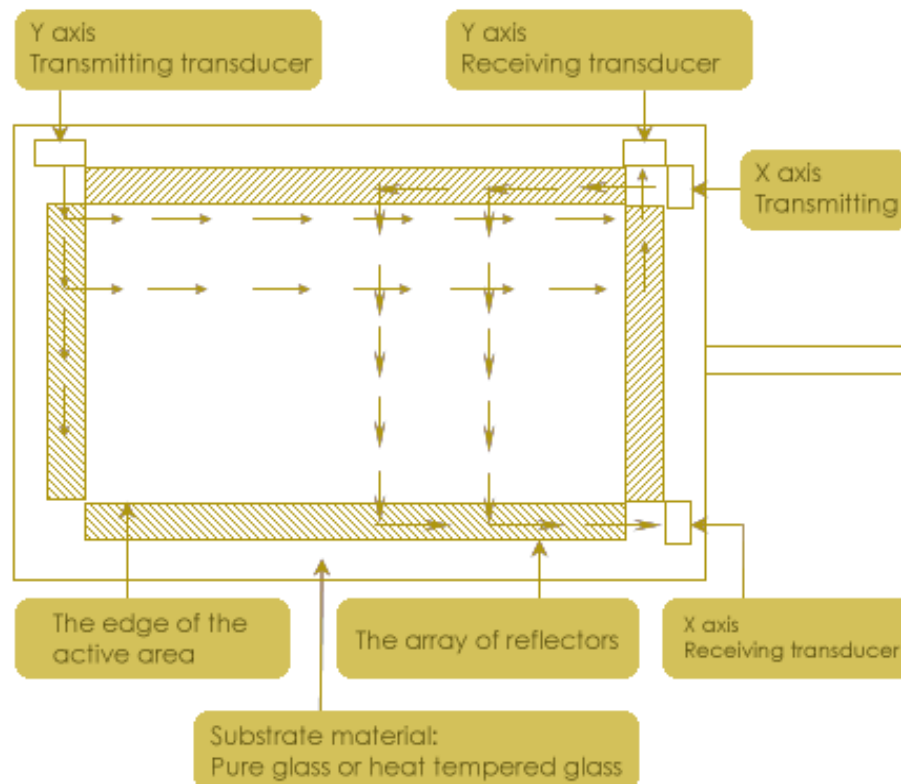 Y axis
Transmitting transducer
Y axis
Receiving transducer
X axis
Transmitting
The edge of the
active area
The array of reflectors
X axis
Receiving transducer
Substrate material:
Pure glass or heat tempered glass